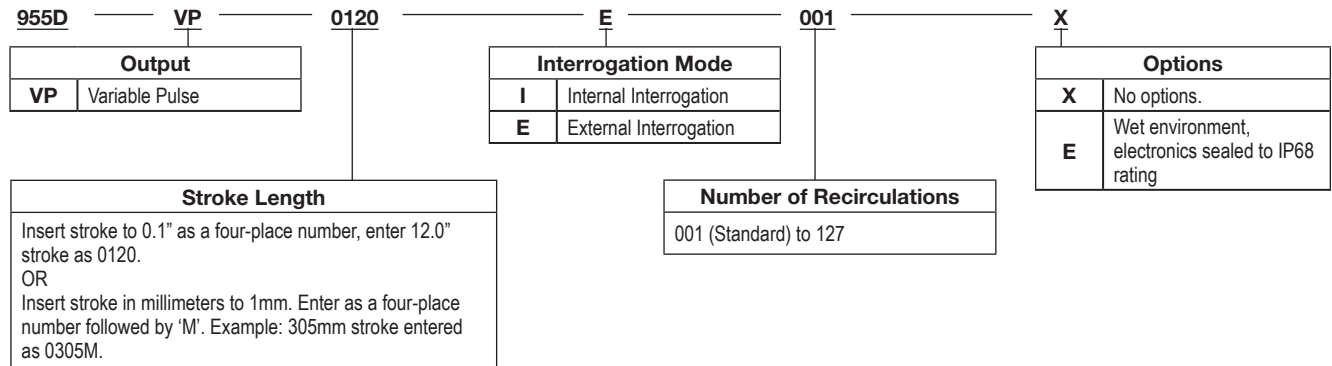 955D VP 0120 E 001 X
Output
VP Variable Pulse
Interrogation Mode
I Internal Interrogation
E External Interrogation
Options
X No options.
E Wet environment,
electronics sealed to IP68
rating
Stroke Length
Insert stroke to 0.1” as a four-place number, enter 12.0”
stroke as 0120.
OR
Insert stroke in millimeters to 1mm. Enter as a four-place
number followed by ‘M’. Example: 305mm stroke entered
as 0305M.
Number of Recirculations
001 (Standard) to 127